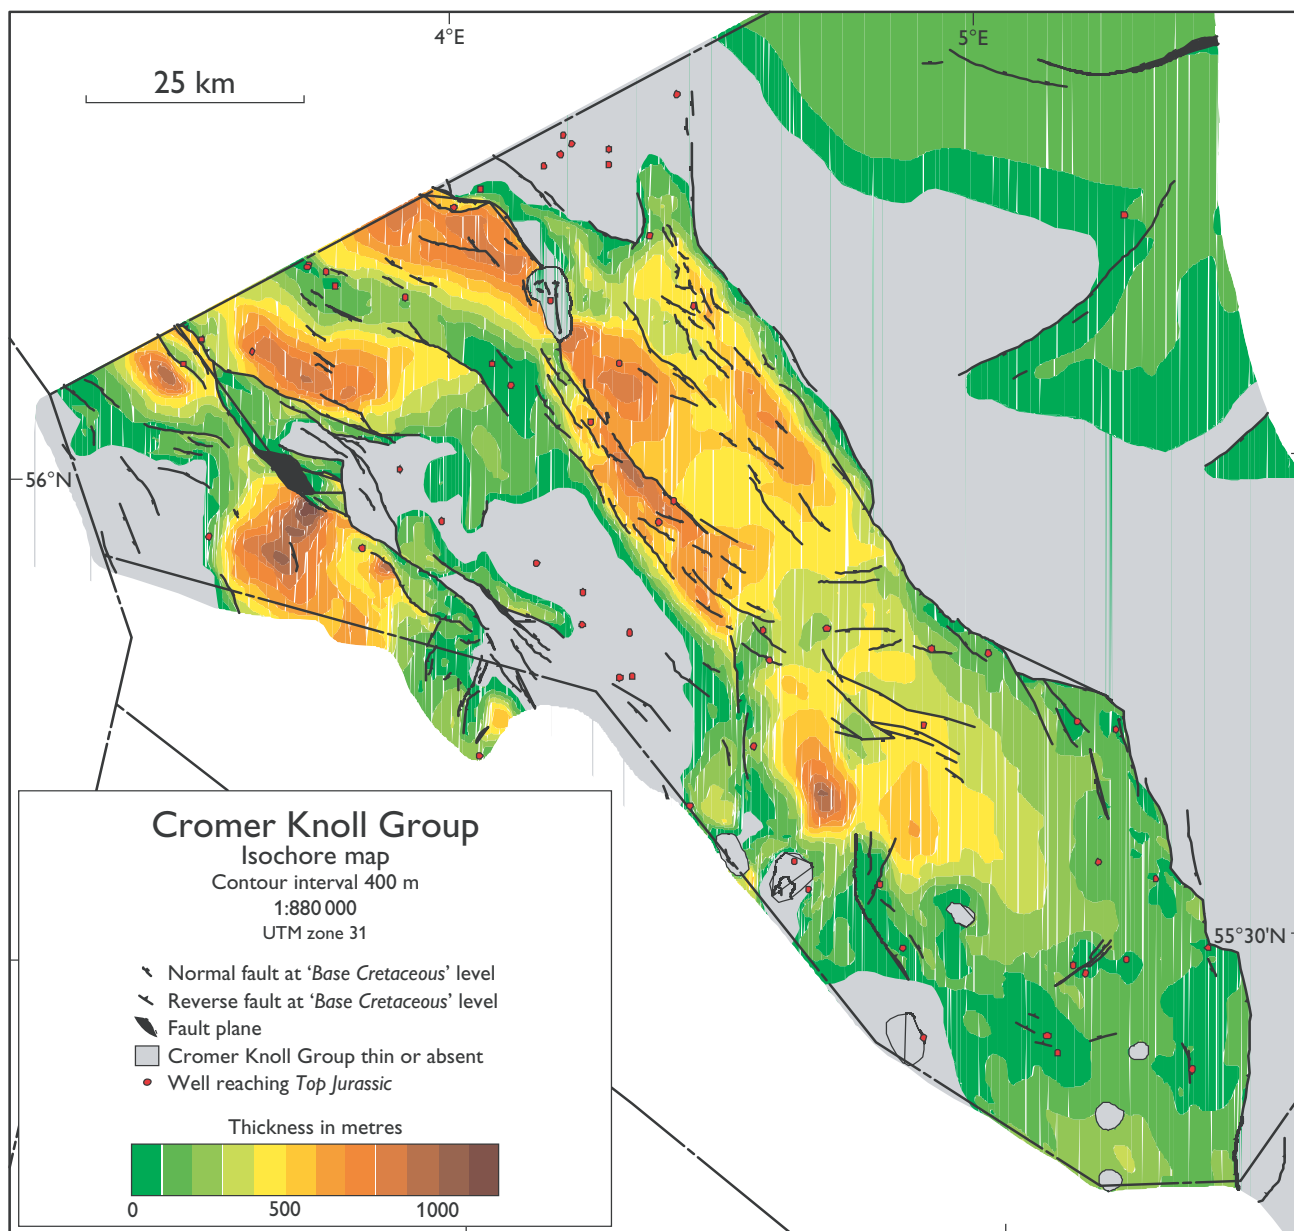 4°E
5°E
25 km
56°N
55°30'N
Cromer Knoll Group
Isochore map
Contour interval 400 m
1:880 000
UTM zone 31
Normal fault at ‘Base Cretaceous’ level
Reverse fault at ‘Base Cretaceous’ level
Fault plane
Cromer Knoll Group thin or absent
Well reaching Top Jurassic
Thickness in metres
0 500 1000